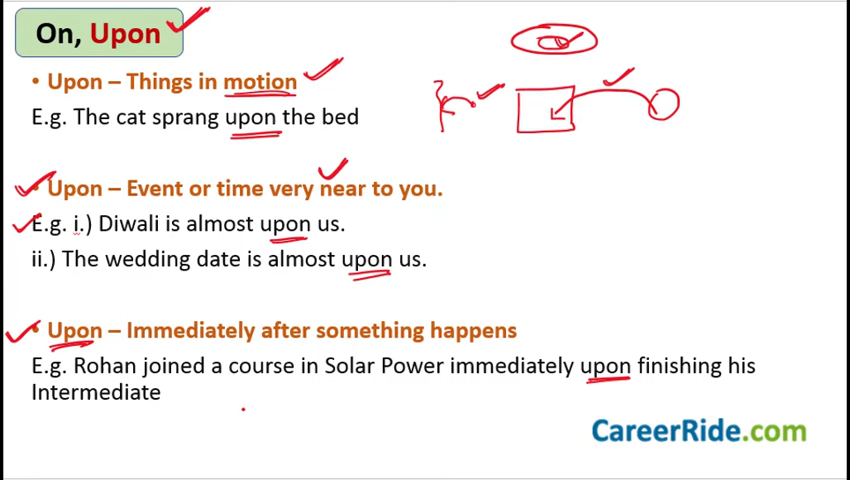 On, Upon
• Upon – Things in motion
E.g. The cat sprang upon the bed
• Upon – Event or time very near to you.
E.g. i.) Diwali is almost upon us.
ii.) The wedding date is almost upon us.
• Upon – Immediately after something happens
E.g. Rohan joined a course in Solar Power immediately upon finishing his
Intermediate
CareerRide.com